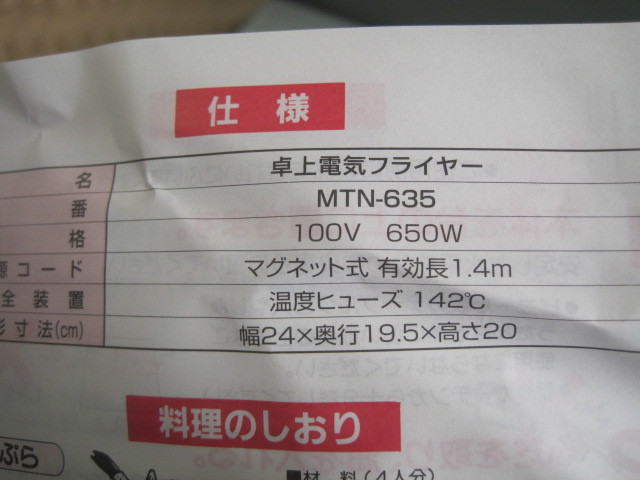 仕様
名 卓上電気フライヤー
番 MTN-635
格 100V 650W
源コード マグネット式 有効長1.4m
全装置 温度ヒューズ 142℃
形寸法(cm) 幅24×奥行19.5×高さ20
料理のしおり
ぷら
■材 料(4人分)